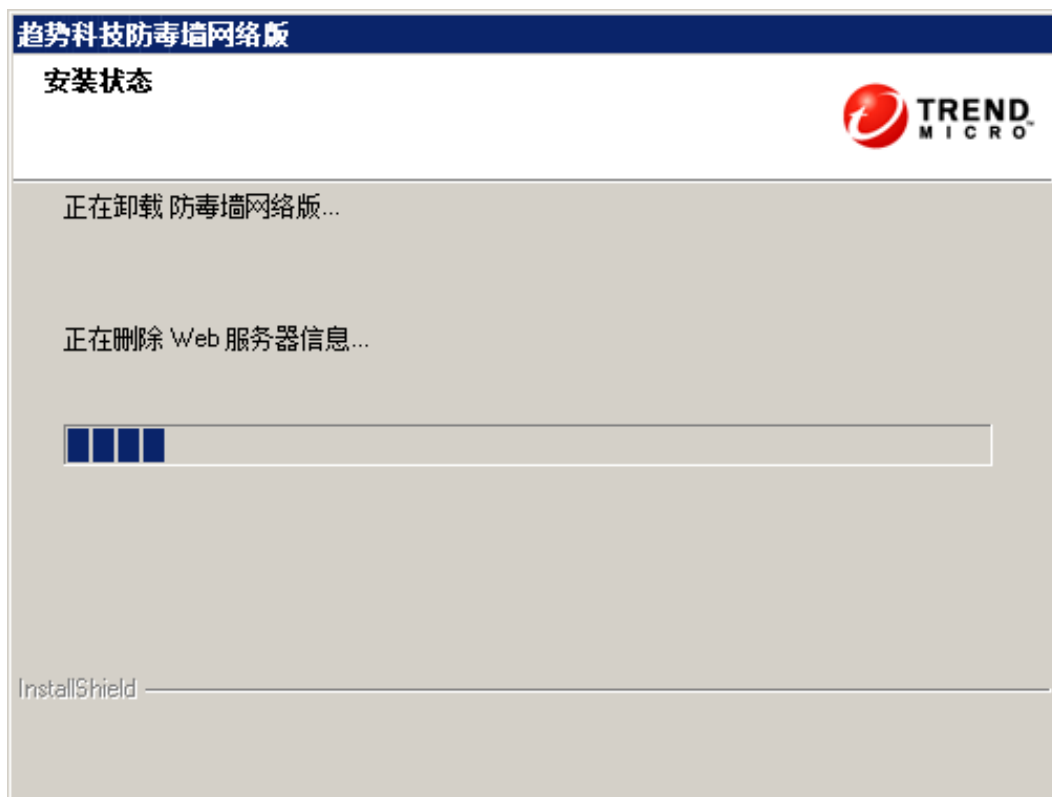 趋势科技防毒墙网络版
安装状态
TREND
MICRO
正在卸载 防毒墙网络版...
正在删除 Web 服务器信息...
InstallShield